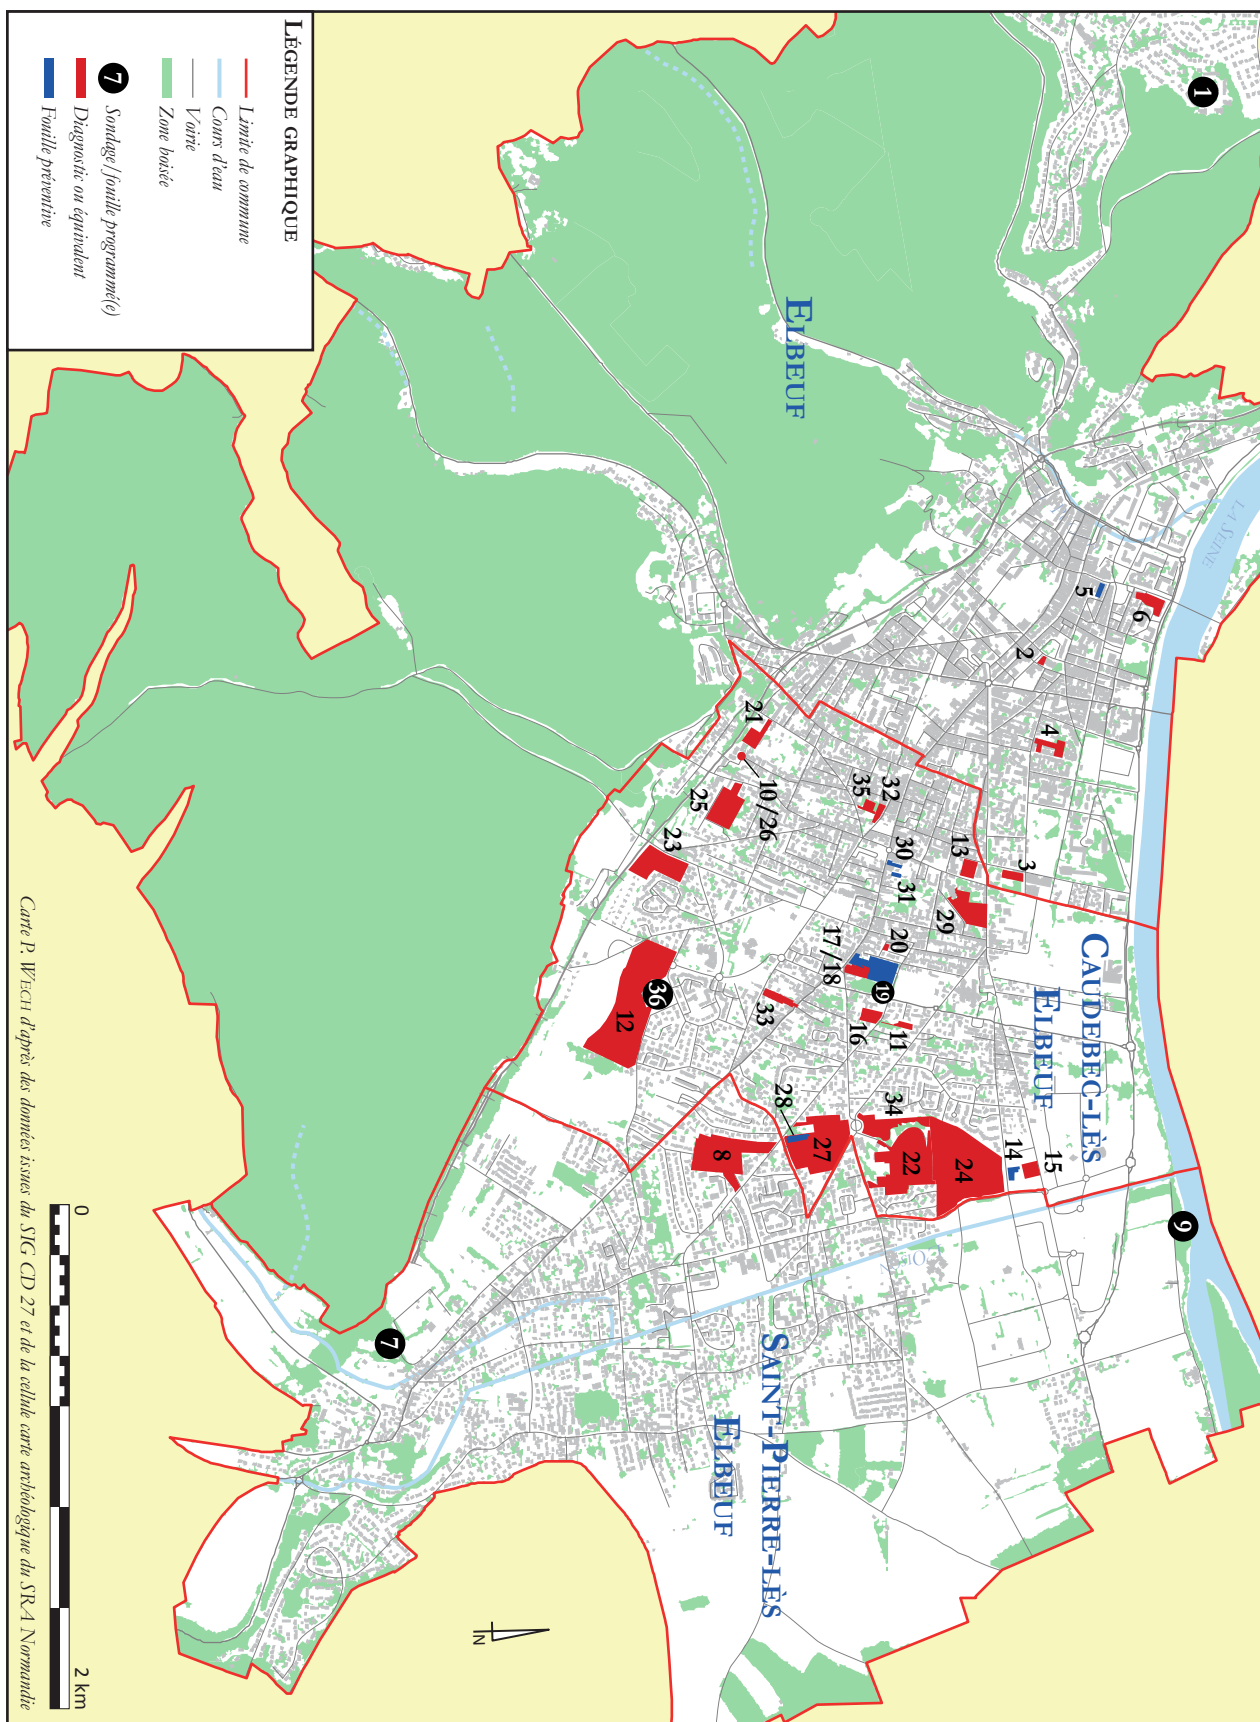 LÉGENDE GRAPHIQUE
Limite de commune
Cours d'eau
Voirie
Zone boisée
7 Sondage/fouille programmé(e)
Diagnostic ou équivalent
Fouille préventive
1
LA SEINE
ELBEUF
5
6
2
4
21
10/26
25
23
35
32
30
31
13
3
29
20
17/18
19
16
11
33
36
12
CAUDEBEC-LÈS
ELBEUF
28
27
34
22
24
14
15
8
9
7
SAINT-PIERRE-LÈS
ELBEUF
N
0
2 km
Carte P. WECH d'après des données issues du SIG CD 27 et de la cellule carte archéologique du SRA Normandie